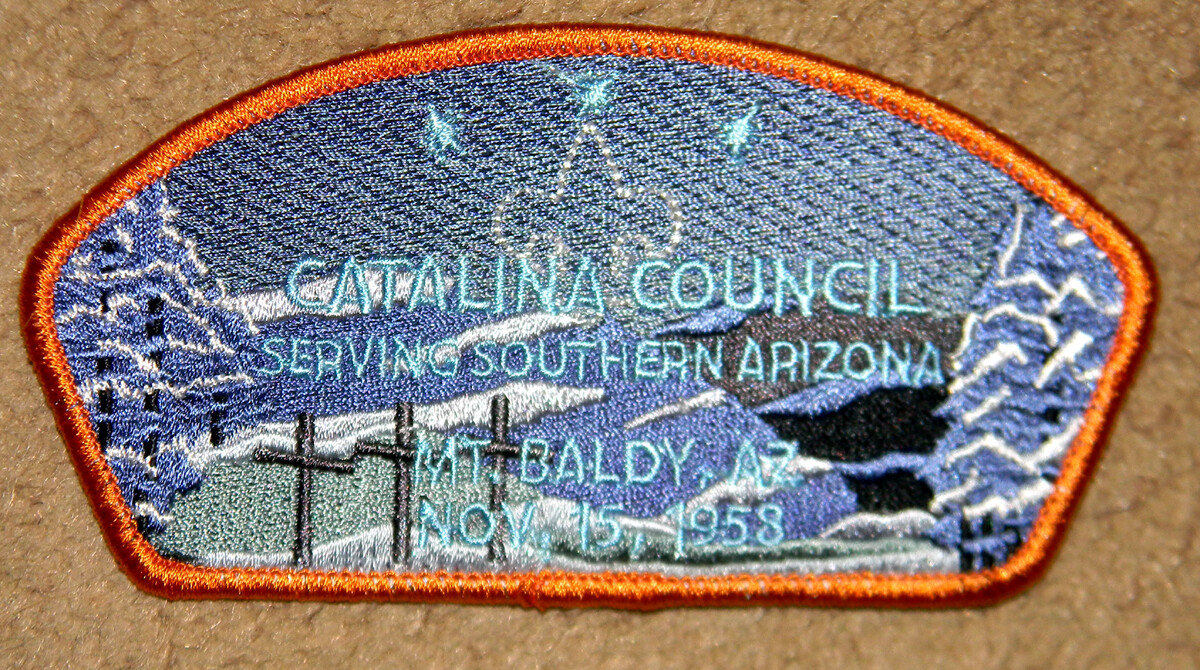 CATALINA COUNCIL
SERVING SOUTHERN ARIZONA
MT. BALDY, AZ
NOV. 15, 1958